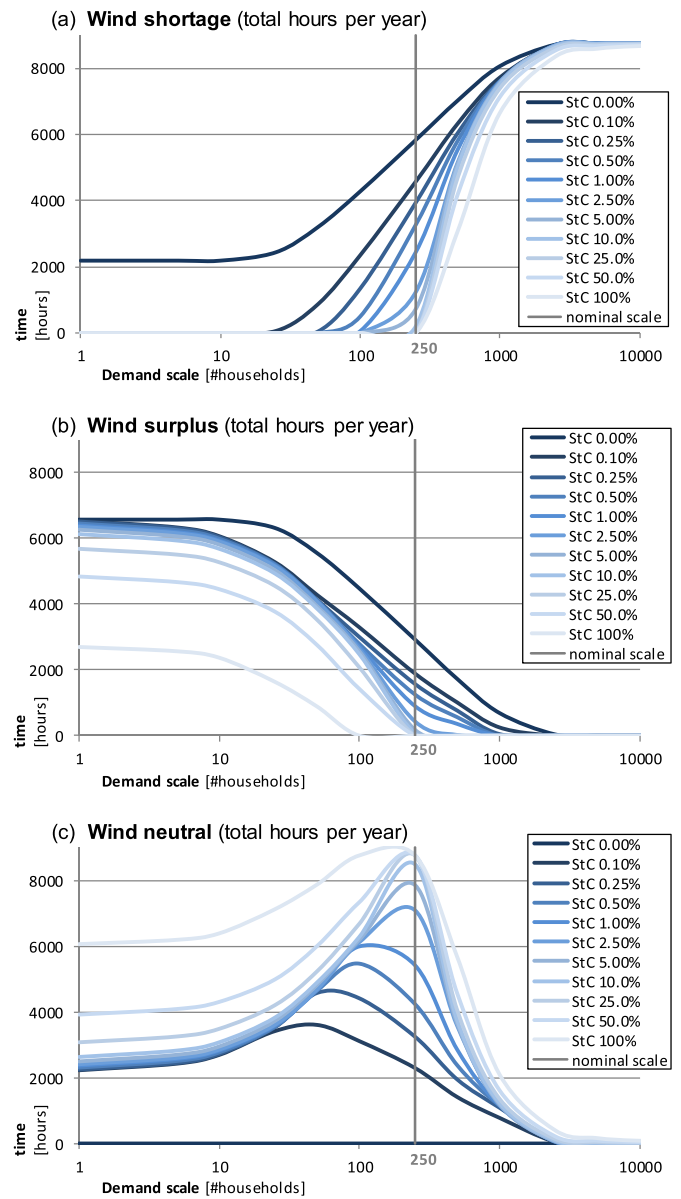 (a) Wind shortage (total hours per year)
8000
6000
4000
2000
0
time
[hours]
1 10 100 250 1000 10000
Demand scale [#households]
StC 0.00%
StC 0.10%
StC 0.25%
StC 0.50%
StC 1.00%
StC 2.50%
StC 5.00%
StC 10.0%
StC 25.0%
StC 50.0%
StC 100%
nominal scale
(b) Wind surplus (total hours per year)
8000
6000
4000
2000
0
time
[hours]
1 10 100 250 1000 10000
Demand scale [#households]
StC 0.00%
StC 0.10%
StC 0.25%
StC 0.50%
StC 1.00%
StC 2.50%
StC 5.00%
StC 10.0%
StC 25.0%
StC 50.0%
StC 100%
nominal scale
(c) Wind neutral (total hours per year)
8000
6000
4000
2000
0
time
[hours]
1 10 100 250 1000 10000
Demand scale [#households]
StC 0.00%
StC 0.10%
StC 0.25%
StC 0.50%
StC 1.00%
StC 2.50%
StC 5.00%
StC 10.0%
StC 25.0%
StC 50.0%
StC 100%
nominal scale